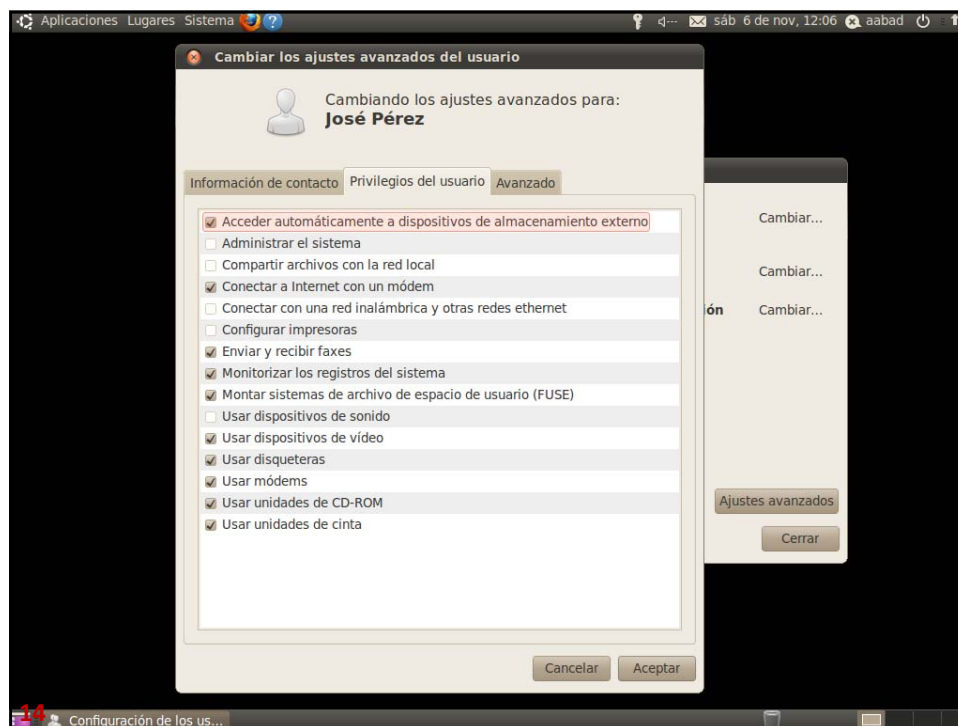 Aplicaciones Lugares Sistema sáb 6 de nov, 12:06 aabad
Cambiar los ajustes avanzados del usuario
Cambiando los ajustes avanzados para:
José Pérez
Información de contacto Privilegios del usuario Avanzado
Acceder automáticamente a dispositivos de almacenamiento externo
Administrar el sistema
Compartir archivos con la red local
Conectar a Internet con un módem
Conectar con una red inalámbrica y otras redes ethernet
Configurar impresoras
Enviar y recibir faxes
Monitorizar los registros del sistema
Montar sistemas de archivo de espacio de usuario (FUSE)
Usar dispositivos de sonido
Usar dispositivos de vídeo
Usar disqueteras
Usar módems
Usar unidades de CD-ROM
Usar unidades de cinta
Cancelar Aceptar
Cambiar...
Cambiar...
ión Cambiar...
Ajustes avanzados
Cerrar
14 Configuración de los us...